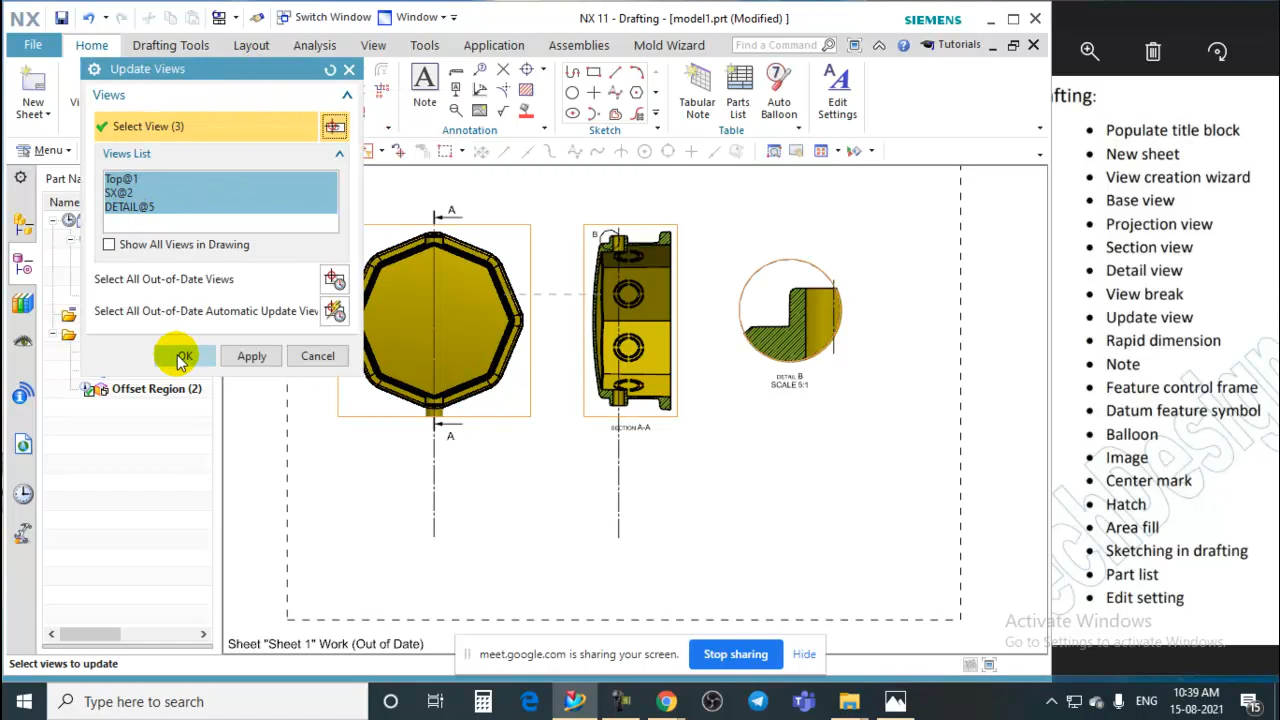 NX
Switch Window
Window
NX 11 - Drafting - [model1.prt (Modified) ]
SIEMENS
File
Home
Drafting Tools
Layout
Analysis
View
Tools
Application
Assemblies
Mold Wizard
Find a Command
Tutorials
New
Sheet
Update Views
Views
Select View (3)
Views List
Top@1
SX@2
DETAIL@5
Show All Views in Drawing
Select All Out-of-Date Views
Select All Out-of-Date Automatic Update View
OK
Apply
Cancel
A
Note
Annotation
Sketch
Tabular
Note
Parts
List
Auto
Balloon
Table
Edit
Settings
Menu
Part Na
Name
Offset Region (2)
A
A
B
SECTION A-A
DETAIL B
SCALE 5:1
Sheet "Sheet 1" Work (Out of Date)
Select views to update
meet.google.com is sharing your screen.
Stop sharing
Hide
fting:
Populate title block
New sheet
View creation wizard
Base view
Projection view
Section view
Detail view
View break
Update view
Rapid dimension
Note
Feature control frame
Datum feature symbol
Balloon
Image
Center mark
Hatch
Area fill
Sketching in drafting
Part list
Edit setting
echDesign
Activate Windows
Go to Settings to activate Windows.
Type here to search
ENG
10:39 AM
15-08-2021
15